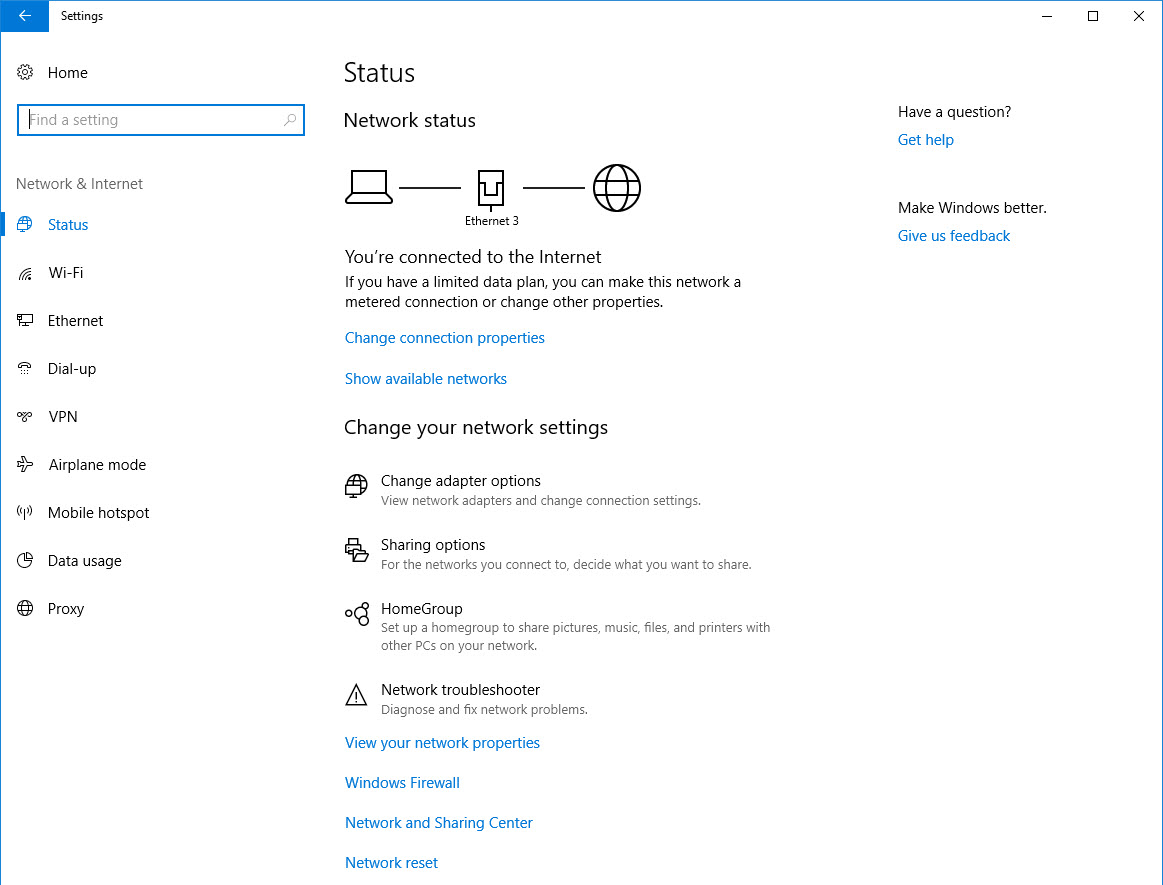 Settings
Home
Find a setting
Network & Internet
Status
Wi-Fi
Ethernet
Dial-up
VPN
Airplane mode
Mobile hotspot
Data usage
Proxy
Status
Network status
Ethernet 3
You’re connected to the Internet
If you have a limited data plan, you can make this network a
metered connection or change other properties.
Change connection properties
Show available networks
Change your network settings
Change adapter options
View network adapters and change connection settings.
Sharing options
For the networks you connect to, decide what you want to share.
HomeGroup
Set up a homegroup to share pictures, music, files, and printers with
other PCs on your network.
Network troubleshooter
Diagnose and fix network problems.
View your network properties
Windows Firewall
Network and Sharing Center
Network reset
Have a question?
Get help
Make Windows better.
Give us feedback